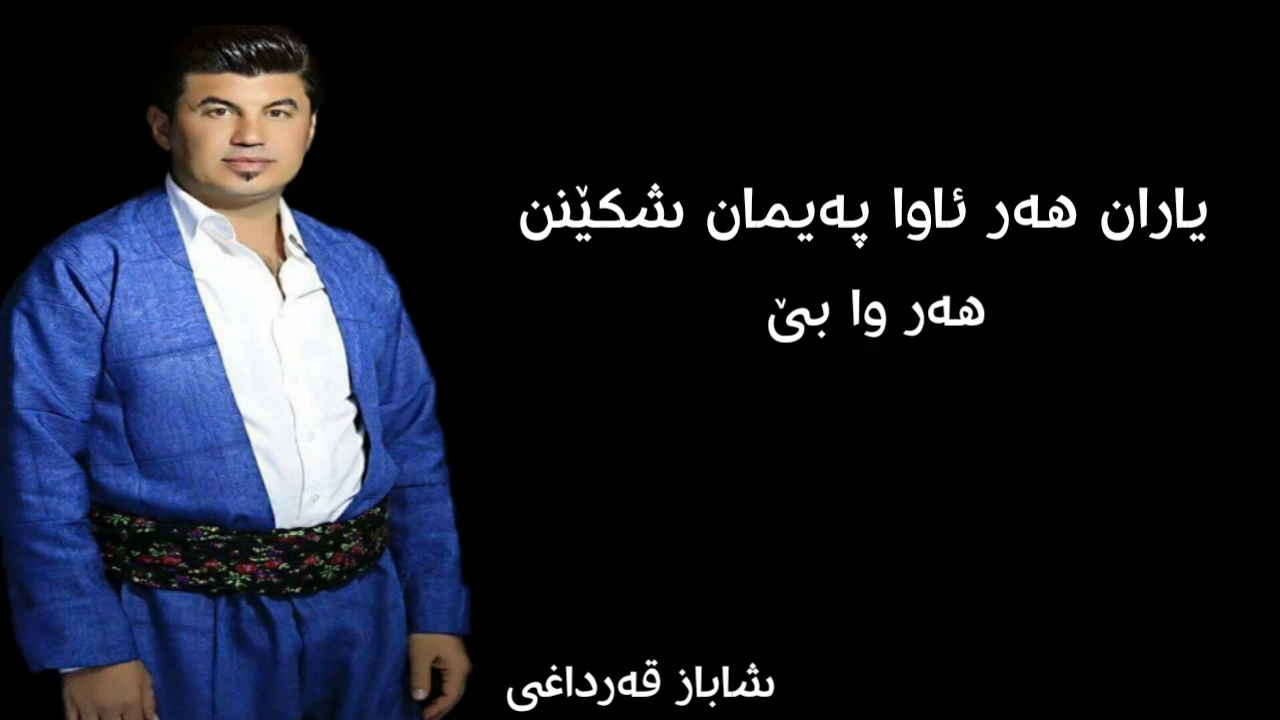 یاران هەر ئاوا پەیمان شکێنن
هەر وا بێ
شاباز قەرداغی